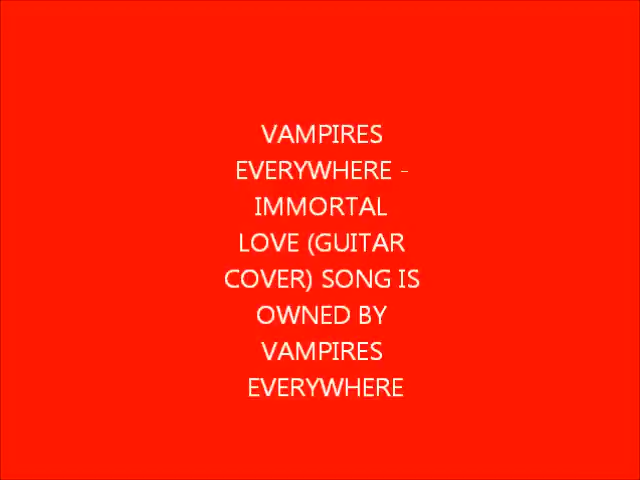 VAMPIRES
EVERYWHERE -
IMMORTAL
LOVE (GUITAR
COVER) SONG IS
OWNED BY
VAMPIRES
EVERYWHERE